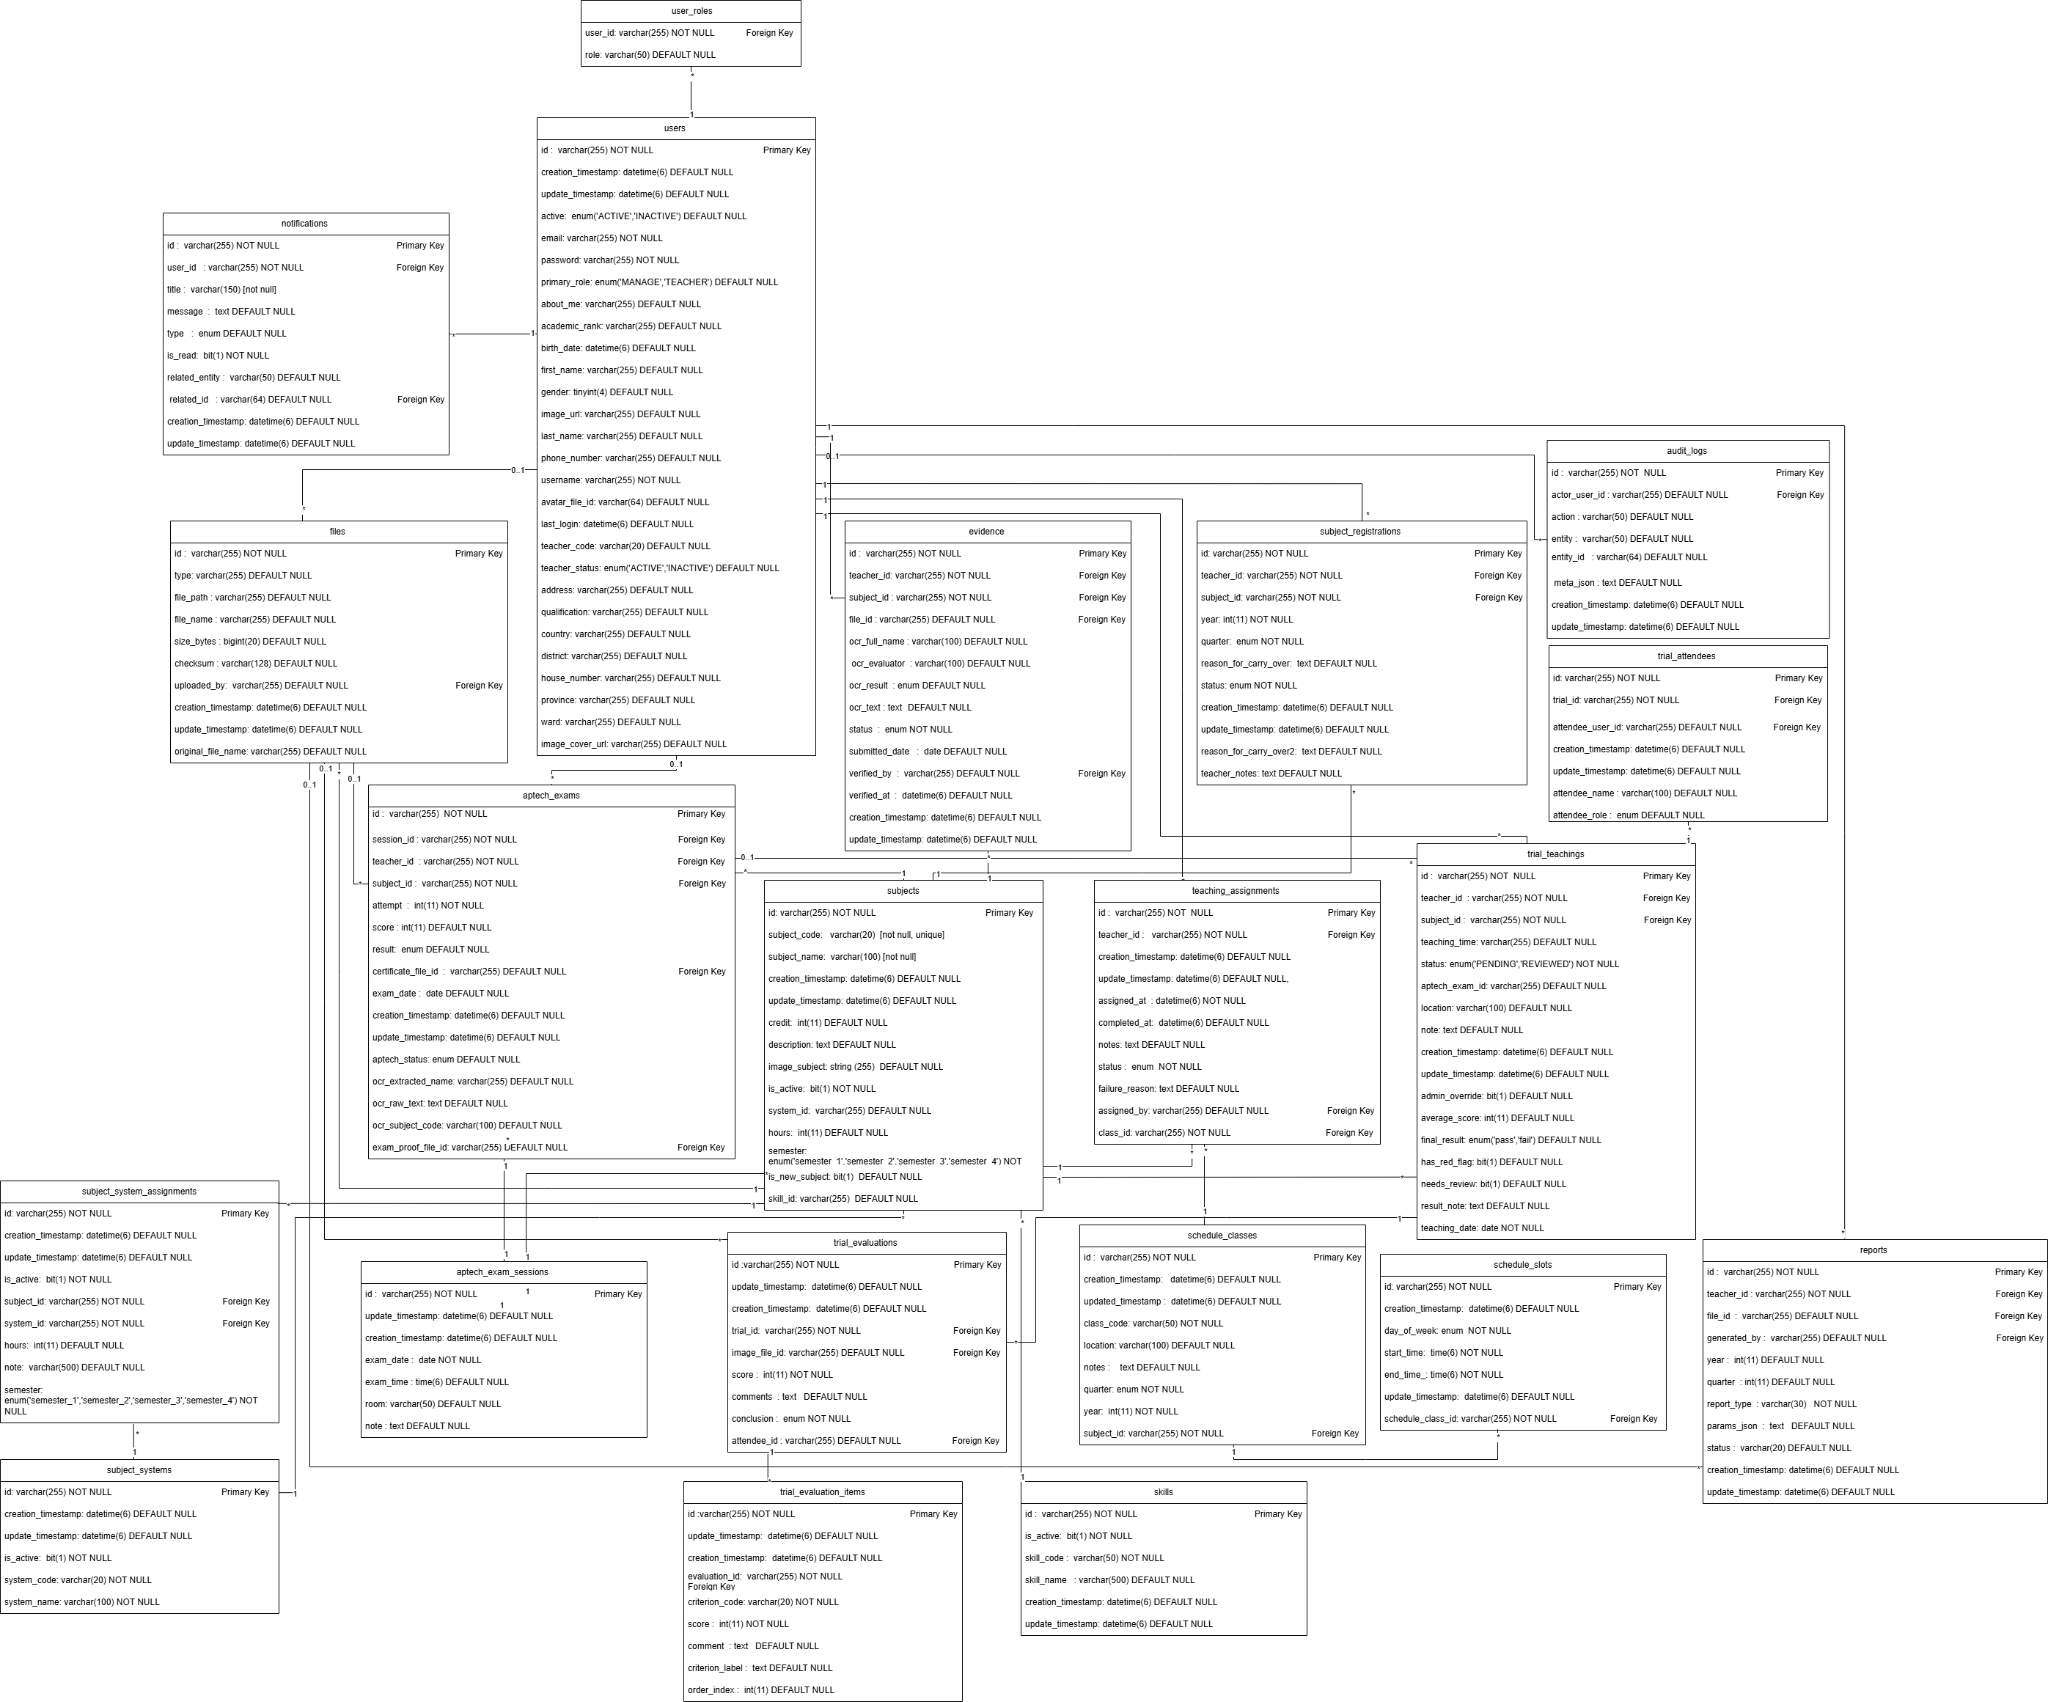 user_roles
user_id: varchar(255) NOT NULL Foreign Key
role: varchar(50) DEFAULT NULL
*
1
users
id : varchar(255) NOT NULL Primary Key
creation_timestamp: datetime(6) DEFAULT NULL
update_timestamp: datetime(6) DEFAULT NULL
active: enum('ACTIVE','INACTIVE') DEFAULT NULL
email: varchar(255) NOT NULL
password: varchar(255) NOT NULL
primary_role: enum('MANAGE','TEACHER') DEFAULT NULL
about_me: varchar(255) DEFAULT NULL
academic_rank: varchar(255) DEFAULT NULL
birth_date: datetime(6) DEFAULT NULL
first_name: varchar(255) DEFAULT NULL
gender: tinyint(4) DEFAULT NULL
image_url: varchar(255) DEFAULT NULL
last_name: varchar(255) DEFAULT NULL
phone_number: varchar(255) DEFAULT NULL
username: varchar(255) NOT NULL
avatar_file_id: varchar(64) DEFAULT NULL
last_login: datetime(6) DEFAULT NULL
teacher_code: varchar(20) DEFAULT NULL
teacher_status: enum('ACTIVE','INACTIVE') DEFAULT NULL
address: varchar(255) DEFAULT NULL
qualification: varchar(255) DEFAULT NULL
country: varchar(255) DEFAULT NULL
district: varchar(255) DEFAULT NULL
house_number: varchar(255) DEFAULT NULL
province: varchar(255) DEFAULT NULL
ward: varchar(255) DEFAULT NULL
image_cover_url: varchar(255) DEFAULT NULL
notifications
id : varchar(255) NOT NULL Primary Key
user_id : varchar(255) NOT NULL Foreign Key
title : varchar(150) [not null]
message : text DEFAULT NULL
type : enum DEFAULT NULL
is_read: bit(1) NOT NULL
related_entity : varchar(50) DEFAULT NULL
related_id : varchar(64) DEFAULT NULL Foreign Key
creation_timestamp: datetime(6) DEFAULT NULL
update_timestamp: datetime(6) DEFAULT NULL
*
1
0..1
*
1
1
0..1
1
1
1
*
*
*
files
id : varchar(255) NOT NULL Primary Key
type: varchar(255) DEFAULT NULL
file_path : varchar(255) DEFAULT NULL
file_name : varchar(255) DEFAULT NULL
size_bytes : bigint(20) DEFAULT NULL
checksum : varchar(128) DEFAULT NULL
uploaded_by: varchar(255) DEFAULT NULL Foreign Key
creation_timestamp: datetime(6) DEFAULT NULL
update_timestamp: datetime(6) DEFAULT NULL
original_file_name: varchar(255) DEFAULT NULL
0..1
0..1
*
0..1
evidence
id : varchar(255) NOT NULL Primary Key
teacher_id: varchar(255) NOT NULL Foreign Key
subject_id : varchar(255) NOT NULL Foreign Key
file_id : varchar(255) DEFAULT NULL Foreign Key
ocr_full_name : varchar(100) DEFAULT NULL
ocr_evaluator : varchar(100) DEFAULT NULL
ocr_result : enum DEFAULT NULL
ocr_text : text DEFAULT NULL
status : enum NOT NULL
submitted_date : date DEFAULT NULL
verified_by : varchar(255) DEFAULT NULL Foreign Key
verified_at : datetime(6) DEFAULT NULL
creation_timestamp: datetime(6) DEFAULT NULL
update_timestamp: datetime(6) DEFAULT NULL
*
subject_registrations
id: varchar(255) NOT NULL Primary Key
teacher_id: varchar(255) NOT NULL Foreign Key
subject_id: varchar(255) NOT NULL Foreign Key
year: int(11) NOT NULL
quarter: enum NOT NULL
reason_for_carry_over: text DEFAULT NULL
status: enum NOT NULL
creation_timestamp: datetime(6) DEFAULT NULL
update_timestamp: datetime(6) DEFAULT NULL
reason_for_carry_over2: text DEFAULT NULL
teacher_notes: text DEFAULT NULL
*
audit_logs
id : varchar(255) NOT NULL Primary Key
actor_user_id : varchar(255) DEFAULT NULL Foreign Key
action : varchar(50) DEFAULT NULL
entity : varchar(50) DEFAULT NULL
entity_id : varchar(64) DEFAULT NULL
meta_json : text DEFAULT NULL
creation_timestamp: datetime(6) DEFAULT NULL
update_timestamp: datetime(6) DEFAULT NULL
trial_attendees
id: varchar(255) NOT NULL Primary Key
trial_id: varchar(255) NOT NULL Foreign Key
attendee_user_id: varchar(255) DEFAULT NULL Foreign Key
creation_timestamp: datetime(6) DEFAULT NULL
update_timestamp: datetime(6) DEFAULT NULL
attendee_name : varchar(100) DEFAULT NULL
attendee_role : enum DEFAULT NULL
*
1
0..1
*
aptech_exams
id : varchar(255) NOT NULL Primary Key
session_id : varchar(255) NOT NULL Foreign Key
teacher_id : varchar(255) NOT NULL Foreign Key
subject_id : varchar(255) NOT NULL Foreign Key
attempt : int(11) NOT NULL
score : int(11) DEFAULT NULL
result: enum DEFAULT NULL
certificate_file_id : varchar(255) DEFAULT NULL Foreign Key
exam_date : date DEFAULT NULL
creation_timestamp: datetime(6) DEFAULT NULL
update_timestamp: datetime(6) DEFAULT NULL
aptech_status: enum DEFAULT NULL
ocr_extracted_name: varchar(255) DEFAULT NULL
ocr_raw_text: text DEFAULT NULL
ocr_subject_code: varchar(100) DEFAULT NULL
*
exam_proof_file_id: varchar(255) DEFAULT NULL Foreign Key
1
*
0..1
*
*
*
1
1
1
subjects
id: varchar(255) NOT NULL Primary Key
subject_code: varchar(20) [not null, unique]
subject_name: varchar(100) [not null]
creation_timestamp: datetime(6) DEFAULT NULL
update_timestamp: datetime(6) DEFAULT NULL
credit: int(11) DEFAULT NULL
description: text DEFAULT NULL
image_subject: string (255) DEFAULT NULL
is_active: bit(1) NOT NULL
system_id: varchar(255) DEFAULT NULL
hours: int(11) DEFAULT NULL
semester:
enum('semester_1','semester_2','semester_3','semester_4') NOT
is_new_subject: bit(1) DEFAULT NULL
skill_id: varchar(255) DEFAULT NULL
*
teaching_assignments
id : varchar(255) NOT NULL Primary Key
teacher_id : varchar(255) NOT NULL Foreign Key
creation_timestamp: datetime(6) DEFAULT NULL
update_timestamp: datetime(6) DEFAULT NULL,
assigned_at : datetime(6) NOT NULL
completed_at: datetime(6) DEFAULT NULL
notes: text DEFAULT NULL
status : enum NOT NULL
failure_reason: text DEFAULT NULL
assigned_by: varchar(255) DEFAULT NULL Foreign Key
class_id: varchar(255) NOT NULL Foreign Key
*
*
trial_teachings
id : varchar(255) NOT NULL Primary Key
teacher_id : varchar(255) NOT NULL Foreign Key
subject_id : varchar(255) NOT NULL Foreign Key
teaching_time: varchar(255) DEFAULT NULL
status: enum('PENDING','REVIEWED') NOT NULL
aptech_exam_id: varchar(255) DEFAULT NULL
location: varchar(100) DEFAULT NULL
note: text DEFAULT NULL
creation_timestamp: datetime(6) DEFAULT NULL
update_timestamp: datetime(6) DEFAULT NULL
admin_override: bit(1) DEFAULT NULL
average_score: int(11) DEFAULT NULL
final_result: enum('pass','fail') DEFAULT NULL
has_red_flag: bit(1) DEFAULT NULL
needs_review: bit(1) DEFAULT NULL
result_note: text DEFAULT NULL
teaching_date: date NOT NULL
1
1
*
1
1
1
*
*
*
1
subject_system_assignments
id: varchar(255) NOT NULL Primary Key
creation_timestamp: datetime(6) DEFAULT NULL
update_timestamp: datetime(6) DEFAULT NULL
is_active: bit(1) NOT NULL
subject_id: varchar(255) NOT NULL Foreign Key
system_id: varchar(255) NOT NULL Foreign Key
hours: int(11) DEFAULT NULL
note: varchar(500) DEFAULT NULL
semester:
enum('semester_1','semester_2','semester_3','semester_4') NOT
NULL
*
1
subject_systems
id: varchar(255) NOT NULL Primary Key
creation_timestamp: datetime(6) DEFAULT NULL
update_timestamp: datetime(6) DEFAULT NULL
is_active: bit(1) NOT NULL
system_code: varchar(20) NOT NULL
system_name: varchar(100) NOT NULL
1
1
1
aptech_exam_sessions
id : varchar(255) NOT NULL 1 Primary Key
1
update_timestamp: datetime(6) DEFAULT NULL
creation_timestamp: datetime(6) DEFAULT NULL
exam_date : date NOT NULL
exam_time : time(6) DEFAULT NULL
room: varchar(50) DEFAULT NULL
note : text DEFAULT NULL
*
trial_evaluations
id :varchar(255) NOT NULL Primary Key
update_timestamp: datetime(6) DEFAULT NULL
creation_timestamp: datetime(6) DEFAULT NULL
trial_id: varchar(255) NOT NULL Foreign Key
image_file_id: varchar(255) DEFAULT NULL Foreign Key
score : int(11) NOT NULL
comments : text DEFAULT NULL
conclusion : enum NOT NULL
attendee_id : varchar(255) DEFAULT NULL Foreign Key
*
1
trial_evaluation_items
id :varchar(255) NOT NULL Primary Key
update_timestamp: datetime(6) DEFAULT NULL
creation_timestamp: datetime(6) DEFAULT NULL
evaluation_id: varchar(255) NOT NULL
Foreign Key
criterion_code: varchar(20) NOT NULL
score : int(11) NOT NULL
comment : text DEFAULT NULL
criterion_label : text DEFAULT NULL
order_index : int(11) DEFAULT NULL
1
schedule_classes
id : varchar(255) NOT NULL Primary Key
creation_timestamp: datetime(6) DEFAULT NULL
updated_timestamp : datetime(6) DEFAULT NULL
class_code: varchar(50) NOT NULL
location: varchar(100) DEFAULT NULL
notes : text DEFAULT NULL
quarter: enum NOT NULL
year: int(11) NOT NULL
subject_id: varchar(255) NOT NULL Foreign Key
1
schedule_slots
id: varchar(255) NOT NULL Primary Key
creation_timestamp: datetime(6) DEFAULT NULL
day_of_week: enum NOT NULL
start_time: time(6) NOT NULL
end_time_: time(6) NOT NULL
update_timestamp: datetime(6) DEFAULT NULL
schedule_class_id: varchar(255) NOT NULL Foreign Key
*
1
skills
id : varchar(255) NOT NULL Primary Key
is_active: bit(1) NOT NULL
skill_code : varchar(50) NOT NULL
skill_name : varchar(500) DEFAULT NULL
creation_timestamp: datetime(6) DEFAULT NULL
update_timestamp: datetime(6) DEFAULT NULL
*
reports
id : varchar(255) NOT NULL Primary Key
teacher_id : varchar(255) NOT NULL Foreign Key
file_id : varchar(255) DEFAULT NULL Foreign Key
generated_by : varchar(255) DEFAULT NULL Foreign Key
year : int(11) DEFAULT NULL
quarter : int(11) DEFAULT NULL
report_type : varchar(30) NOT NULL
params_json : text DEFAULT NULL
status : varchar(20) DEFAULT NULL
creation_timestamp: datetime(6) DEFAULT NULL
update_timestamp: datetime(6) DEFAULT NULL
*